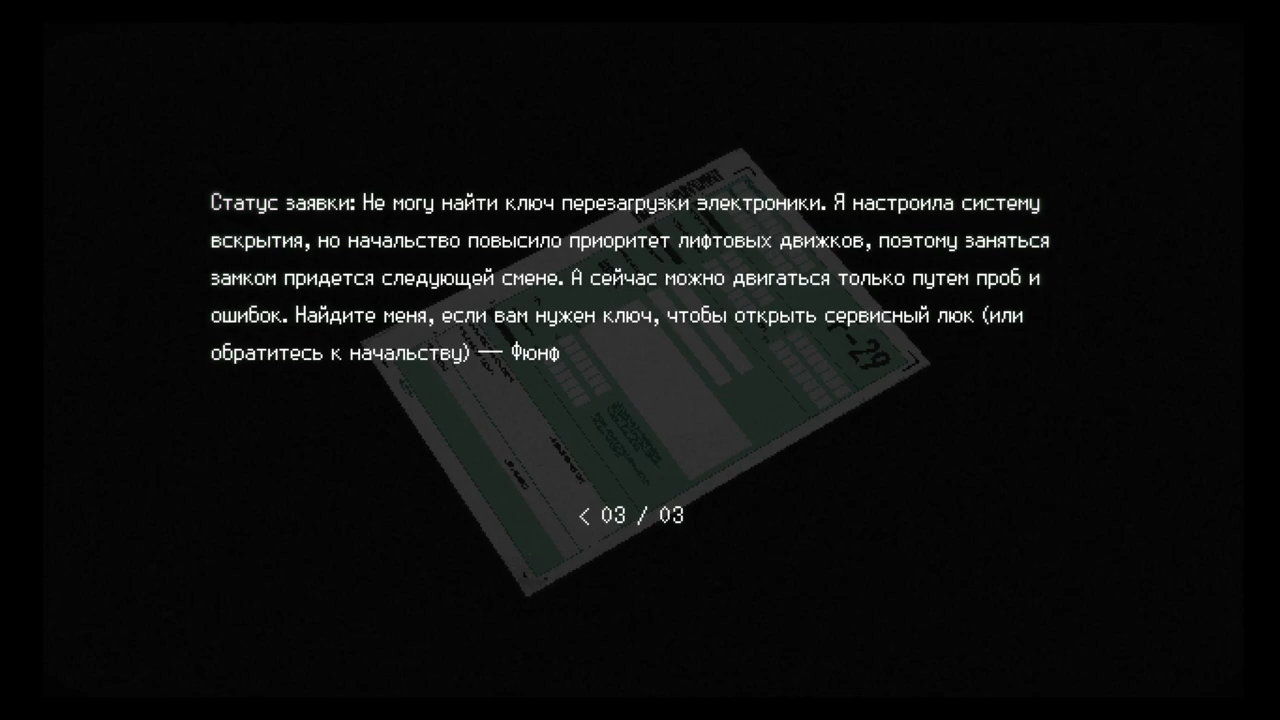 Статус заявки: Не могу найти ключ перезагрузки электроники. Я настроила систему
вскрытия, но начальство повысило приоритет лифтовых движков, поэтому заняться
замком придется следующей смене. А сейчас можно двигаться только путем проб и
ошибок. Найдите меня, если вам нужен ключ, чтобы открыть сервисный люк (или
обратитесь к начальству) — Фюнф
< 03 / 03